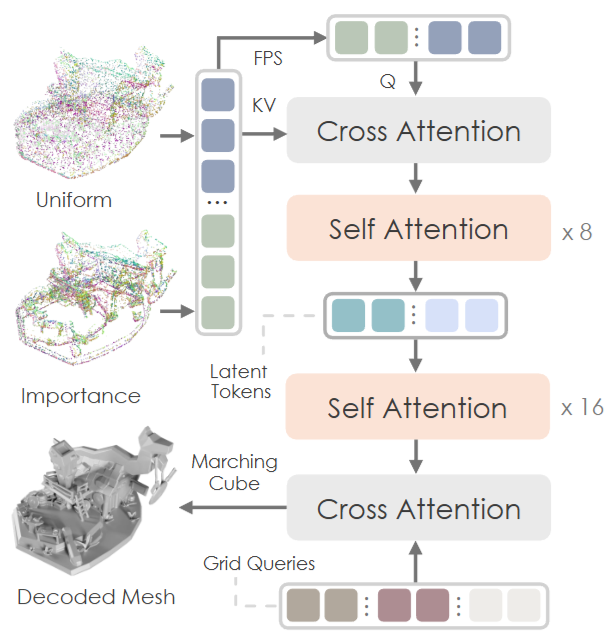 FPS
Q
KV
Cross Attention
Uniform
Self Attention
x 8
Latent
Tokens
Importance
Self Attention
x 16
Marching
Cube
Cross Attention
Grid Queries
Decoded Mesh